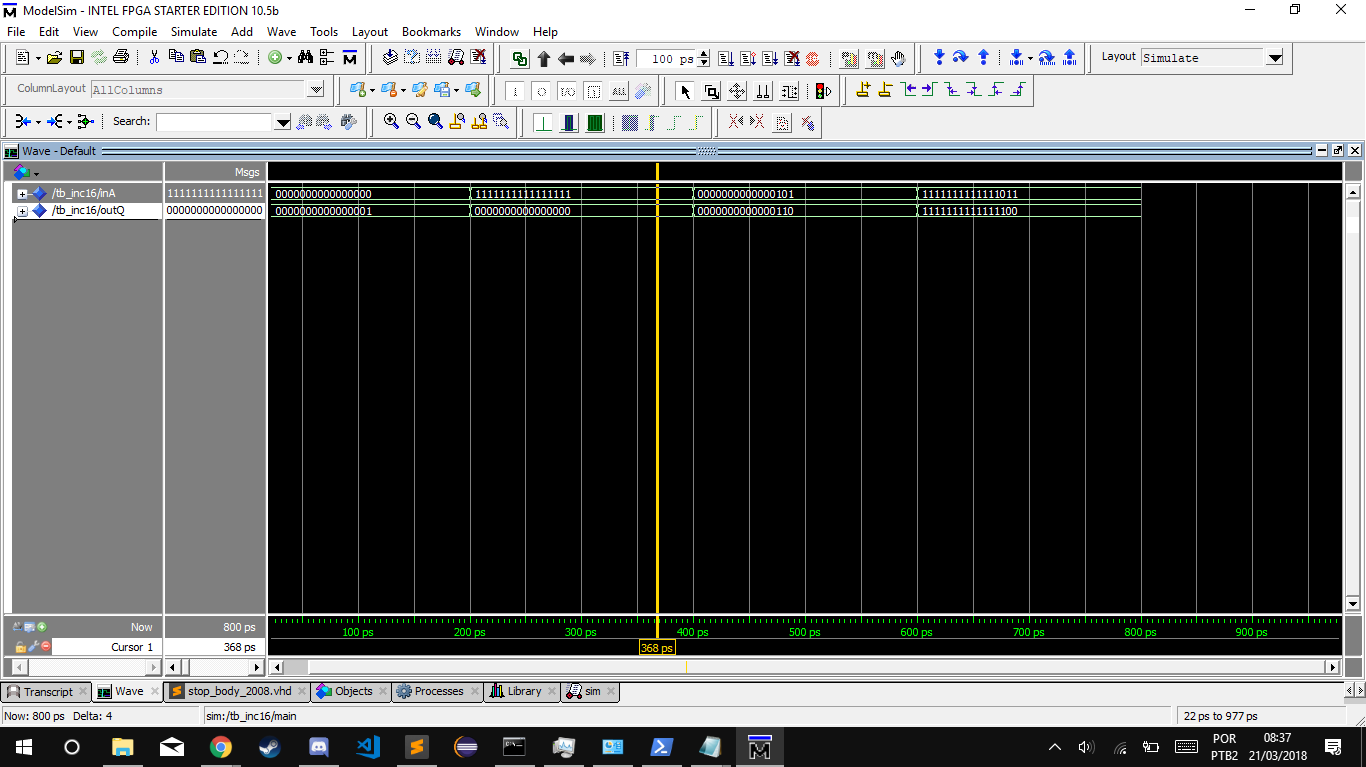 ModelSim - INTEL FPGA STARTER EDITION 10.5b
File Edit View Compile Simulate Add Wave Tools Layout Bookmarks Window Help
100 ps
Layout Simulate
ColumnLayout AllColumns
Search:
Wave - Default
Msgs
/tb_inc16/inA 1111111111111111 0000000000000000 1111111111111111 0000000000000101 1111111111111011
/tb_inc16/outQ 0000000000000000 0000000000000001 0000000000000000 0000000000000110 1111111111111100
Now 800 ps
100 ps 200 ps 300 ps 400 ps 500 ps 600 ps 700 ps 800 ps 900 ps
Cursor 1 368 ps
368 ps
Transcript Wave stop_body_2008.vhd Objects Processes Library sim
Now: 800 ps Delta: 4 sim:/tb_inc16/main 22 ps to 977 ps
POR 08:37
PTB2 21/03/2018